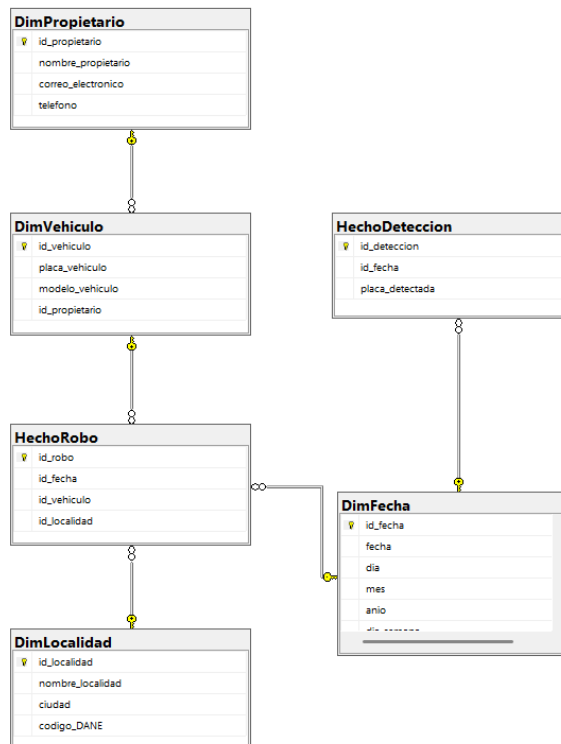 DimPropietario
id_propietario
nombre_propietario
correo_electronico
telefono
DimVehiculo
id_vehiculo
placa_vehiculo
modelo_vehiculo
id_propietario
HechoDeteccion
id_deteccion
id_fecha
placa_detectada
HechoRobo
id_robo
id_fecha
id_vehiculo
id_localidad
DimFecha
id_fecha
fecha
dia
mes
anio
DimLocalidad
id_localidad
nombre_localidad
ciudad
codigo_DANE